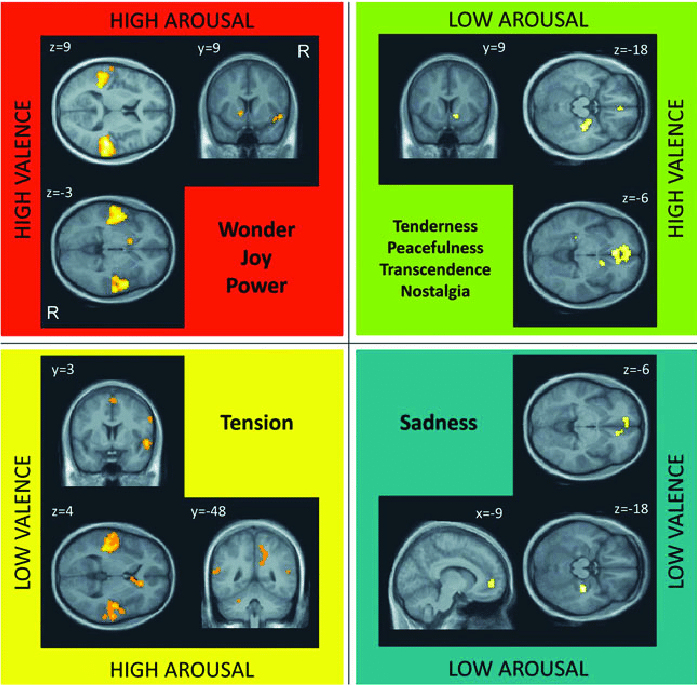 HIGH AROUSAL
HIGH VALENCE
z=9
y=9
R
z=-3
R
Wonder
Joy
Power
LOW AROUSAL
HIGH VALENCE
y=9
z=-18
z=-6
Tenderness
Peacefulness
Transcendence
Nostalgia
LOW VALENCE
y=3
Tension
z=4
y=-48
HIGH AROUSAL
Sadness
z=-6
LOW VALENCE
x=-9
z=-18
LOW AROUSAL